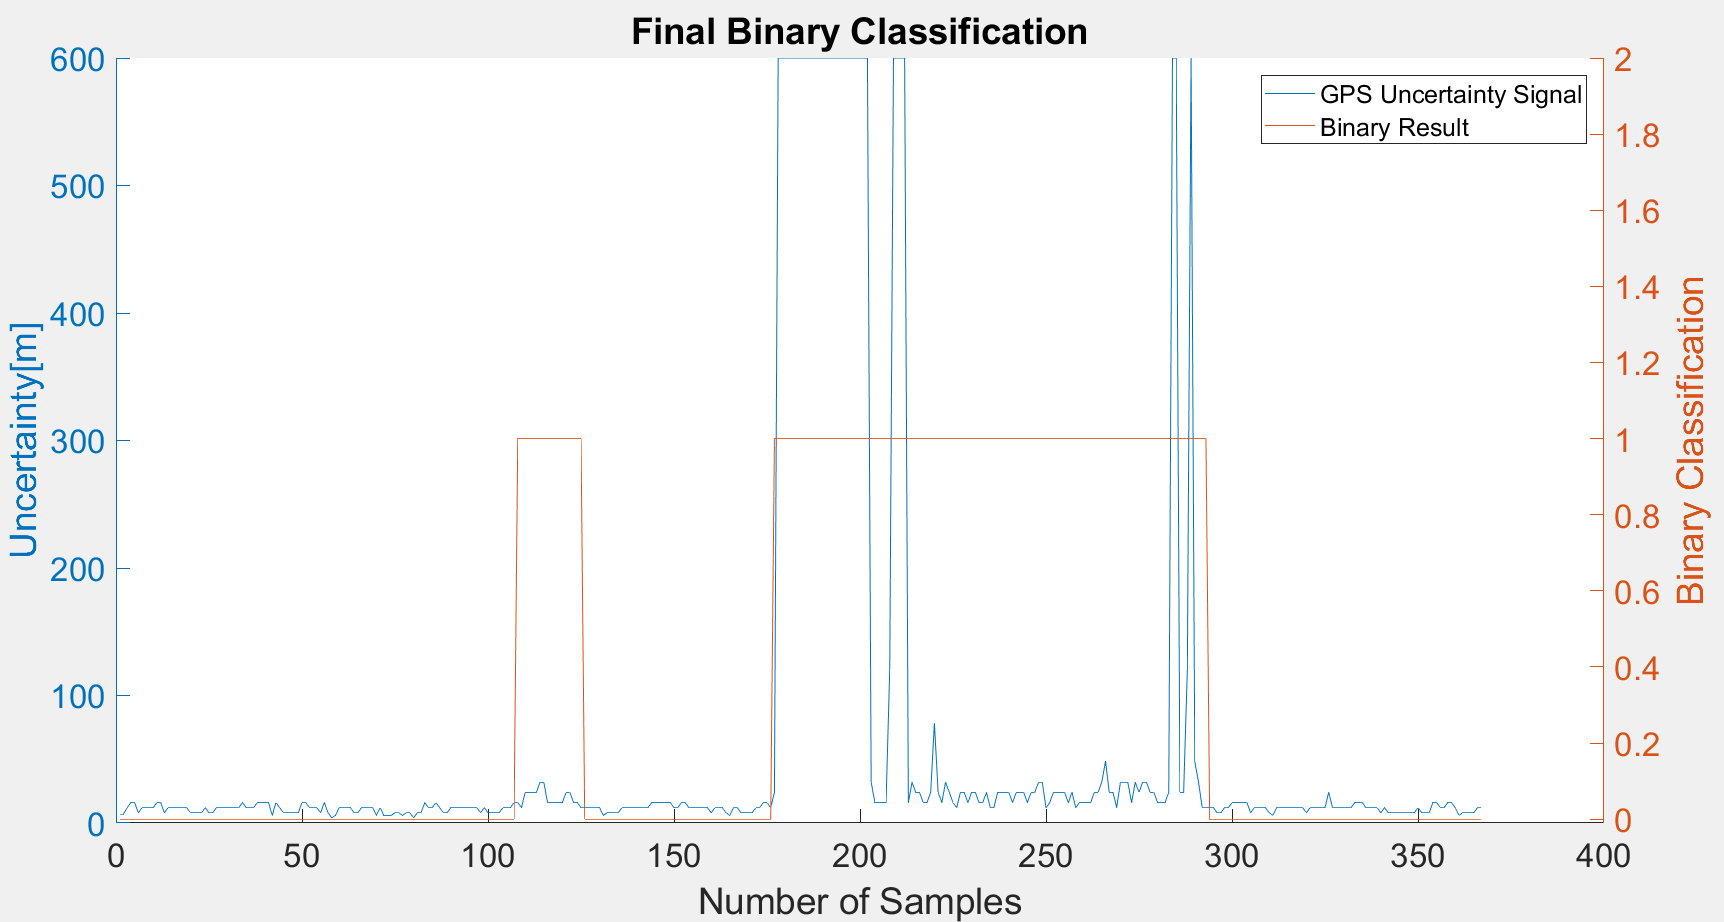 Final Binary Classification
600
500
400
300
200
100
0
Uncertainty[m]
GPS Uncertainty Signal
Binary Result
2
1.8
1.6
1.4
1.2
1
0.8
0.6
0.4
0.2
0
Binary Classification
0 50 100 150 200 250 300 350 400
Number of Samples